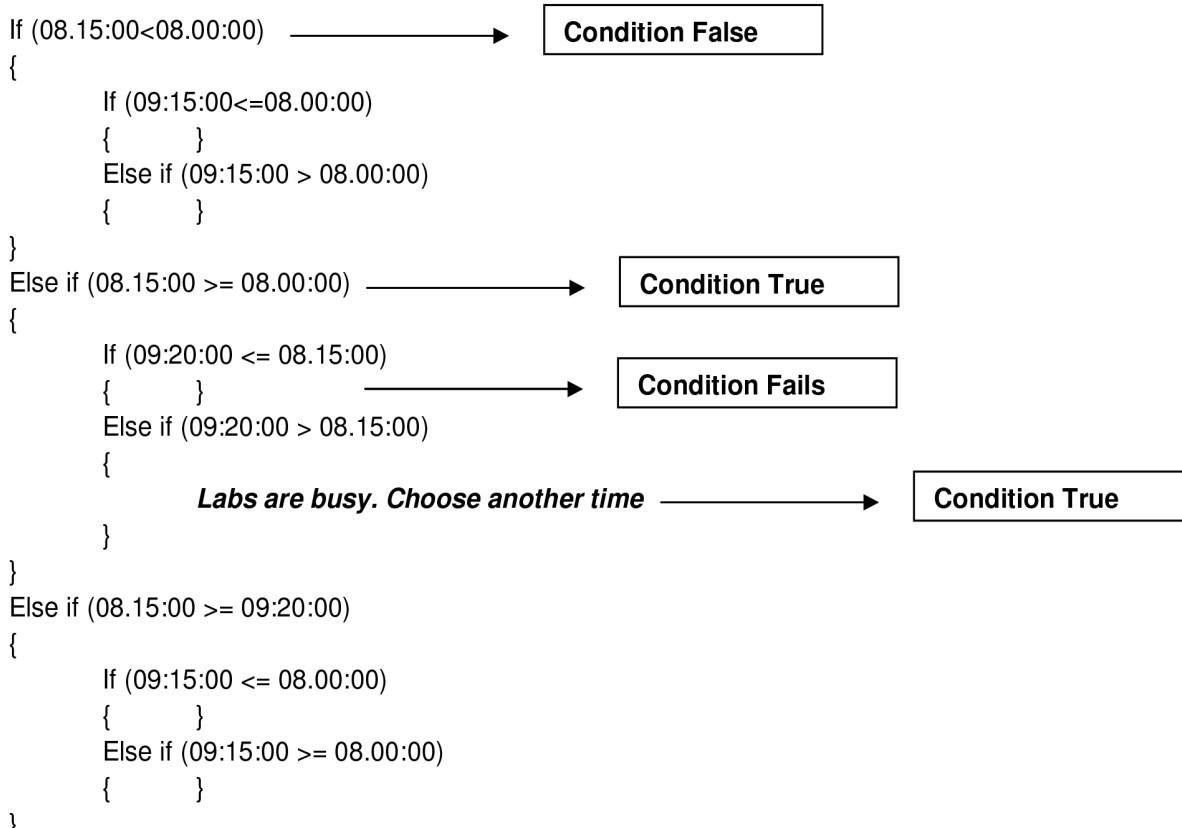 If (08.15:00<08.00:00) Condition False
{
If (09:15:00<=08.00:00)
{ }
Else if (09:15:00 > 08.00:00)
{ }
}
Else if (08.15:00 >= 08.00:00) Condition True
{
If (09:20:00 <= 08.15:00)
{ } Condition Fails
Else if (09:20:00 > 08.15:00)
{
Labs are busy. Choose another time Condition True
}
}
Else if (08.15:00 >= 09:20:00)
{
If (09:15:00 <= 08.00:00)
{ }
Else if (09:15:00 >= 08.00:00)
{ }
}